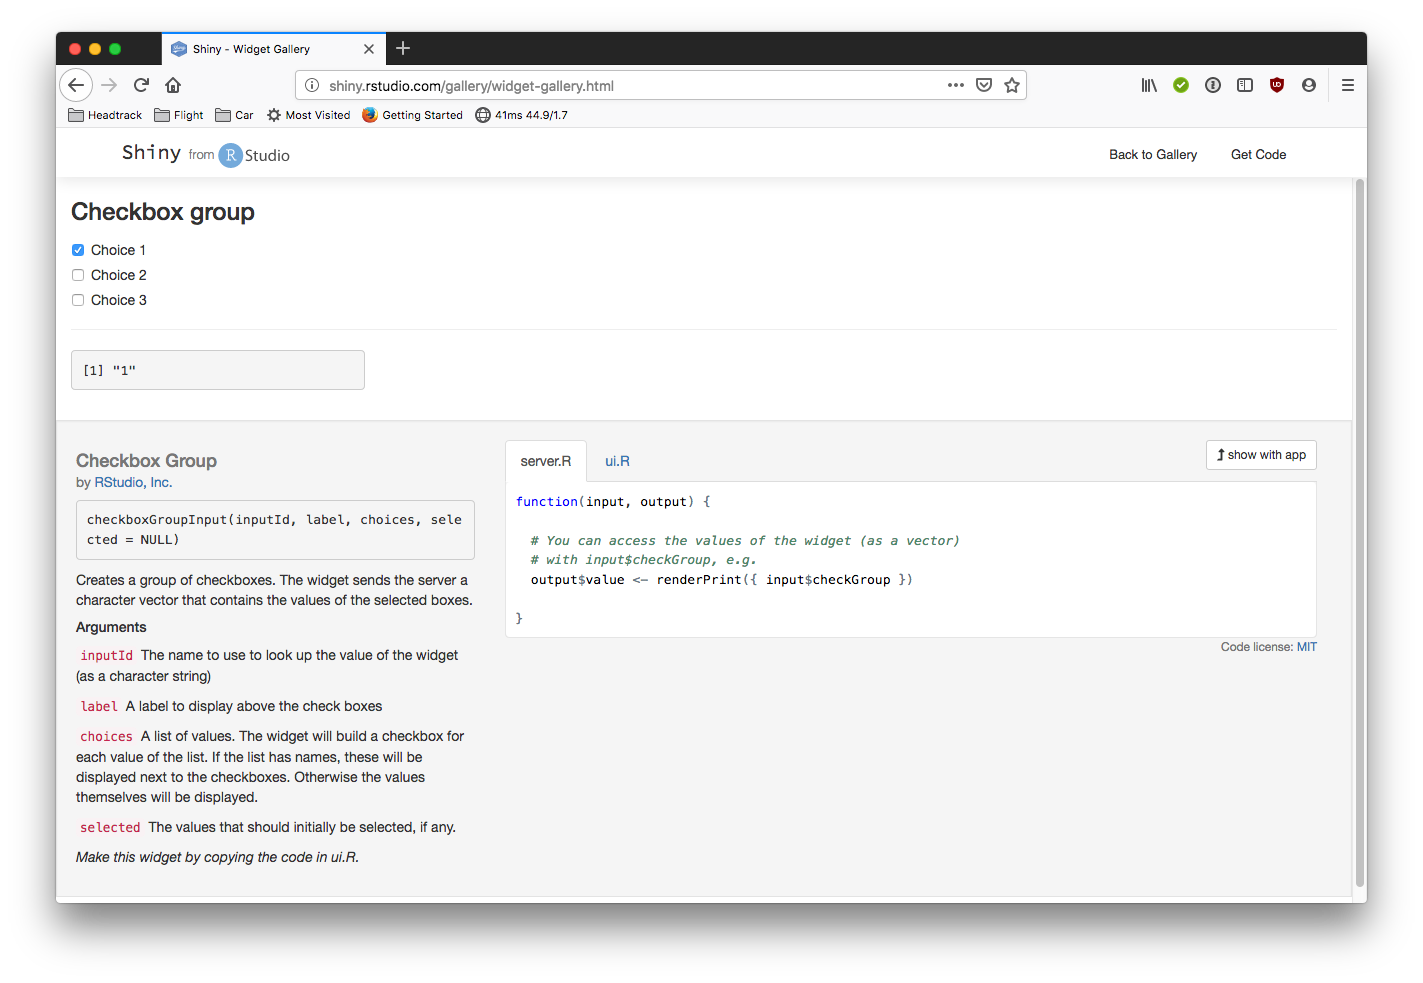 Shiny - Widget Gallery
shiny.rstudio.com/gallery/widget-gallery.html
Headtrack Flight Car Most Visited Getting Started 41ms 44.9/1.7
Shiny from R Studio
Back to Gallery Get Code
Checkbox group
Choice 1
Choice 2
Choice 3
[1] "1"
Checkbox Group
by RStudio, Inc.
checkboxGroupInput(inputId, label, choices, sele
cted = NULL)
Creates a group of checkboxes. The widget sends the server a
character vector that contains the values of the selected boxes.
Arguments
inputId The name to use to look up the value of the widget
(as a character string)
label A label to display above the check boxes
choices A list of values. The widget will build a checkbox for
each value of the list. If the list has names, these will be
displayed next to the checkboxes. Otherwise the values
themselves will be displayed.
selected The values that should initially be selected, if any.
Make this widget by copying the code in ui.R.
server.R ui.R
show with app
function(input, output) {
# You can access the values of the widget (as a vector)
# with input$checkGroup, e.g.
output$value <- renderPrint({ input$checkGroup })
}
Code license: MIT